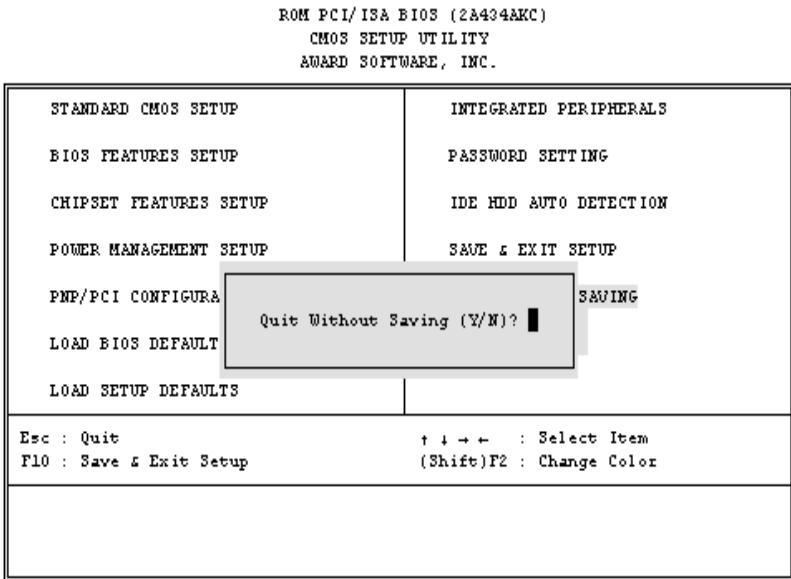 ROM PCI/ISA BIOS (2A434AKC)
CMOS SETUP UTILITY
AWARD SOFTWARE, INC.
STANDARD CMOS SETUP
BIOS FEATURES SETUP
CHIPSET FEATURES SETUP
POWER MANAGEMENT SETUP
PNP/PCI CONFIGURA
LOAD BIOS DEFAULT
LOAD SETUP DEFAULTS
INTEGRATED PERIPHERALS
PASSWORD SETTING
IDE HDD AUTO DETECTION
SAVE & EXIT SETUP
SAVING
Quit Without Saving (Y/N)?
Esc : Quit
F10 : Save & Exit Setup
↑ ↓ → ← : Select Item
(Shift)F2 : Change Color